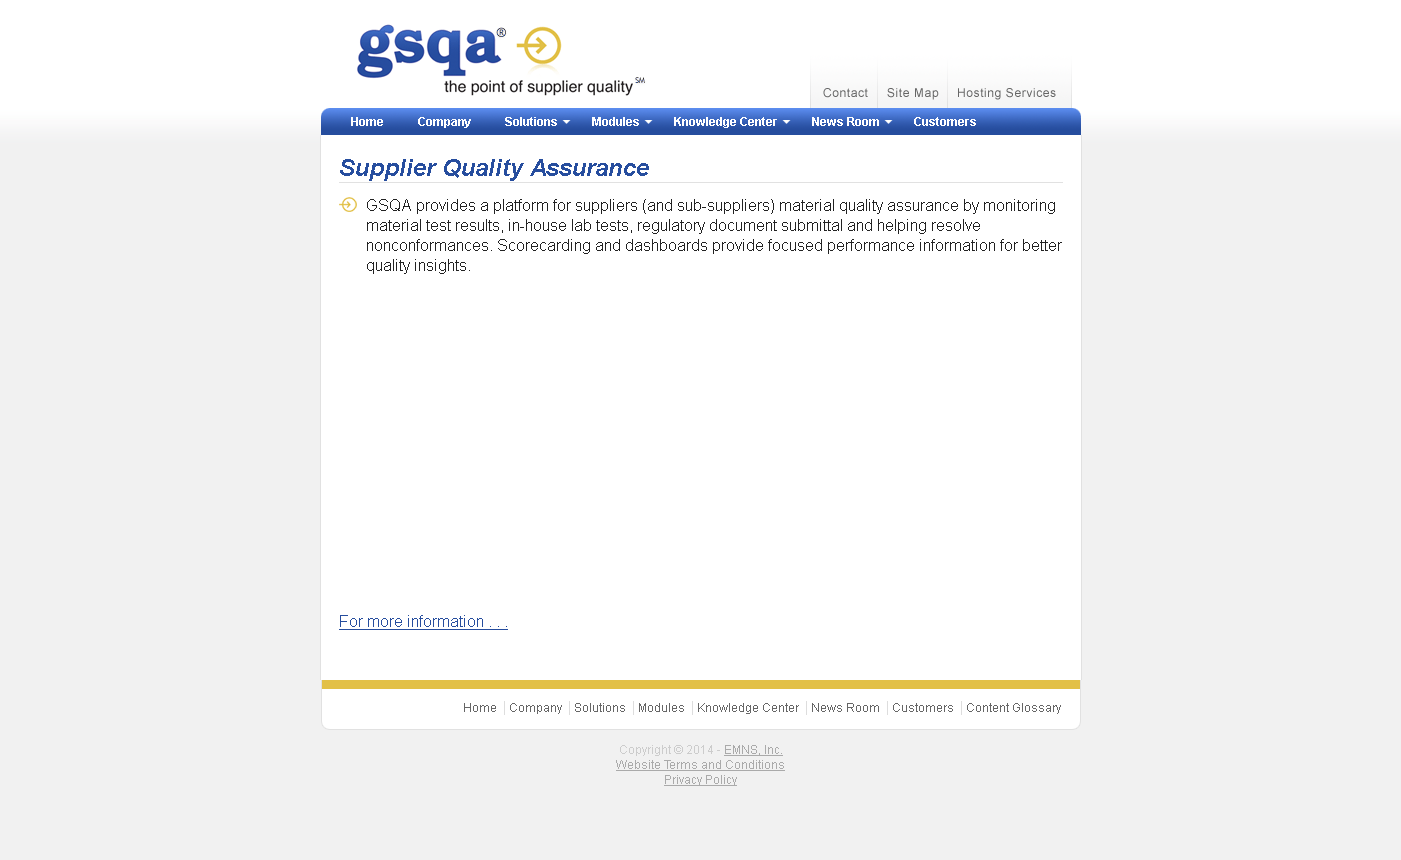 gsqa®
the point of supplier quality℠
Contact Site Map Hosting Services
Home Company Solutions Modules Knowledge Center News Room Customers
Supplier Quality Assurance
GSQA provides a platform for suppliers (and sub-suppliers) material quality assurance by monitoring
material test results, in-house lab tests, regulatory document submittal and helping resolve
nonconformances. Scorecarding and dashboards provide focused performance information for better
quality insights.
For more information . . .
Home Company Solutions Modules Knowledge Center News Room Customers Content Glossary
Copyright © 2014 - EMNS, Inc.
Website Terms and Conditions
Privacy Policy